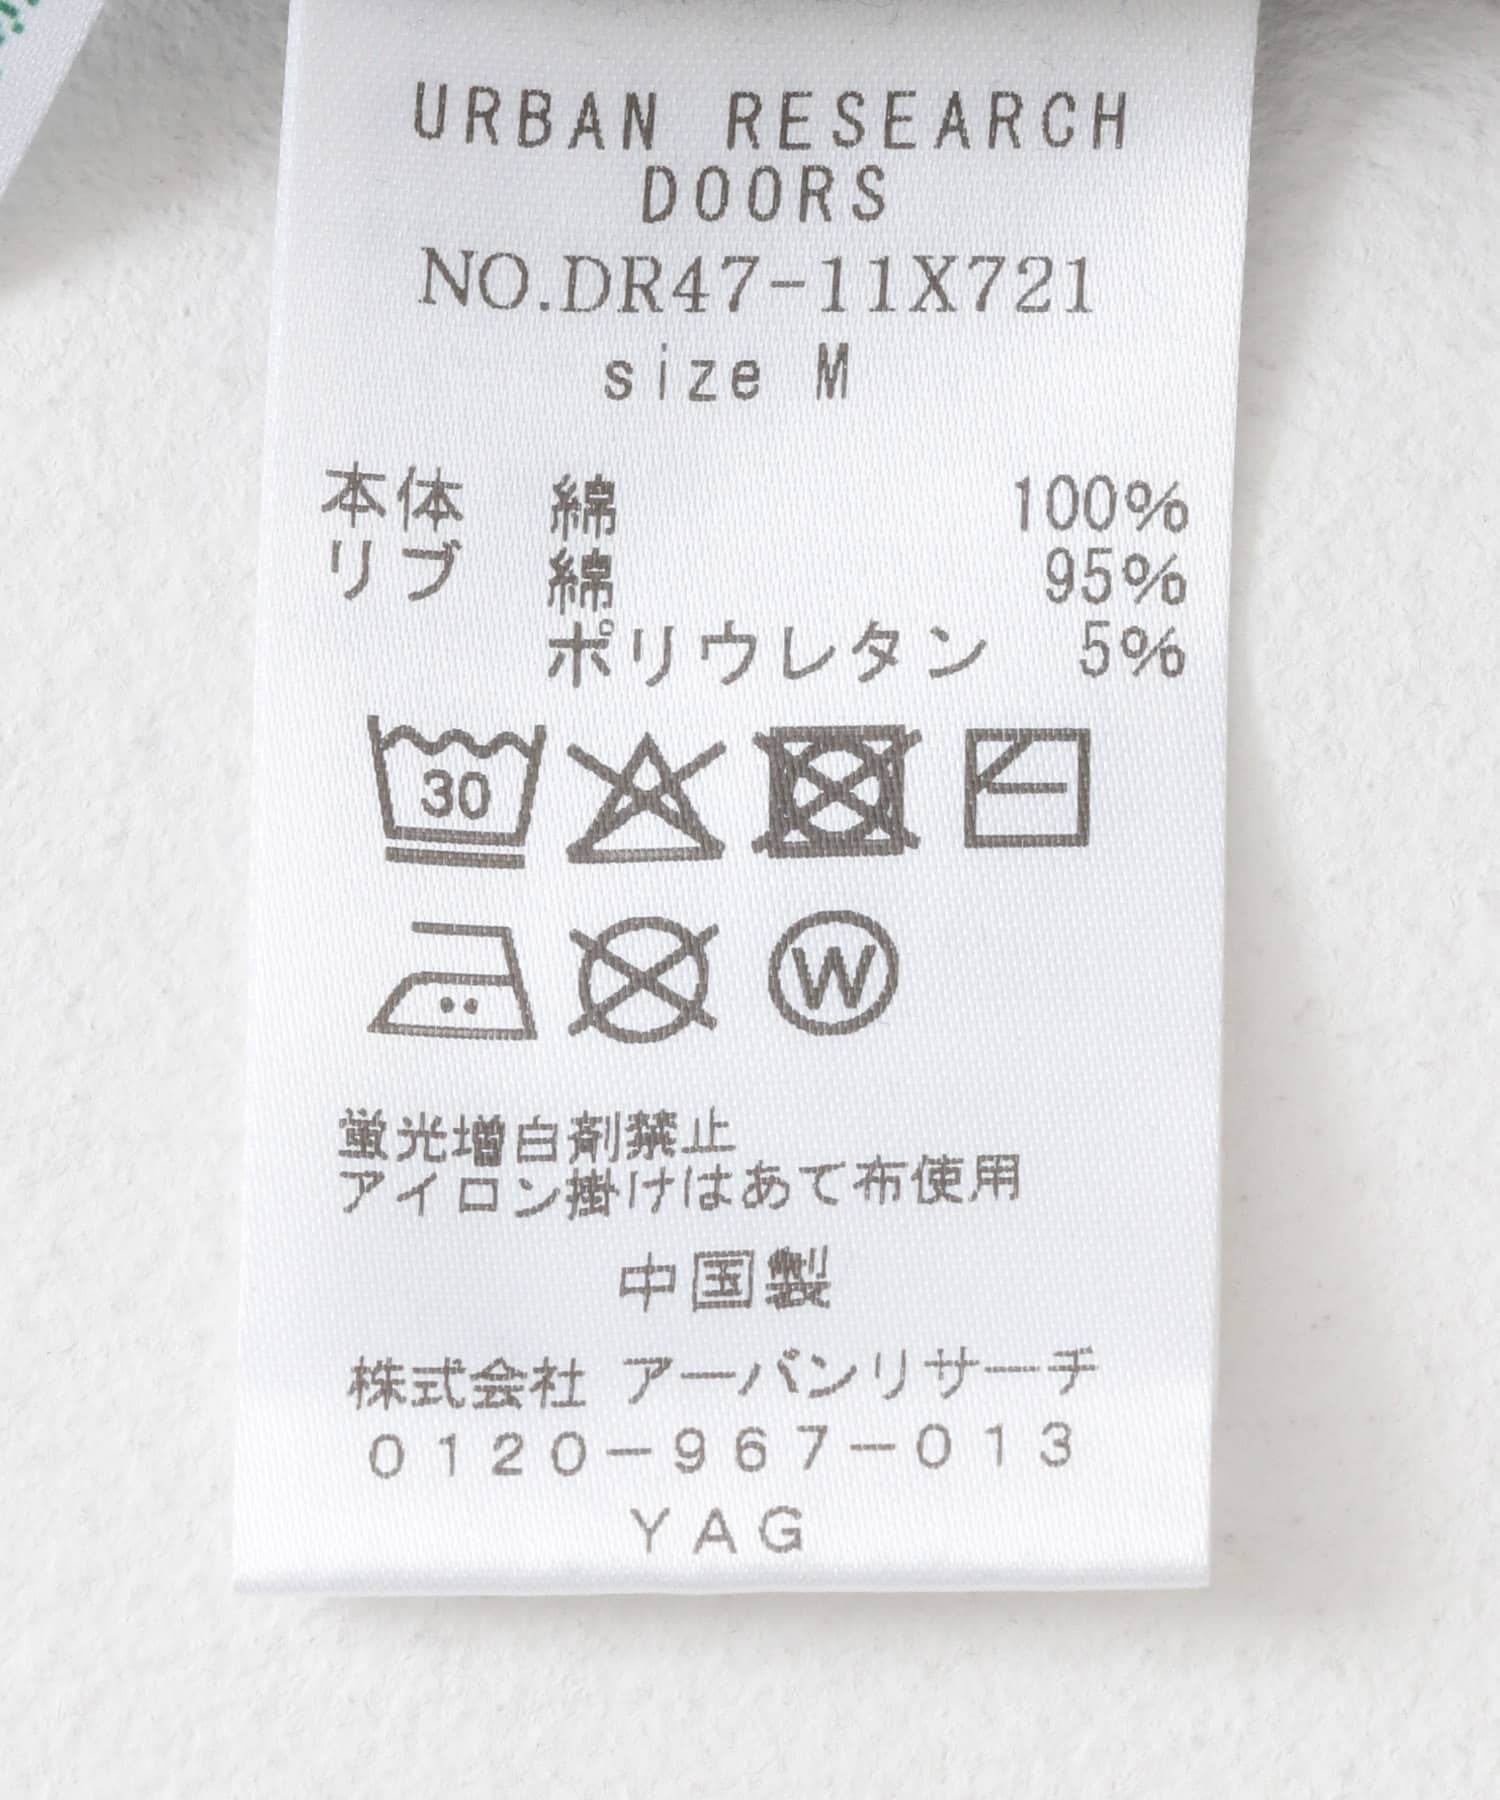 URBAN RESEARCH
DOORS
NO.DR47-11X721
size M
本体 綿 100%
リブ 綿 95%
ポリウレタン 5%
30
W
蛍光増白剤禁止
アイロン掛けはあて布使用
中国製
株式会社 アーバンリサーチ
0120-967-013
YAG